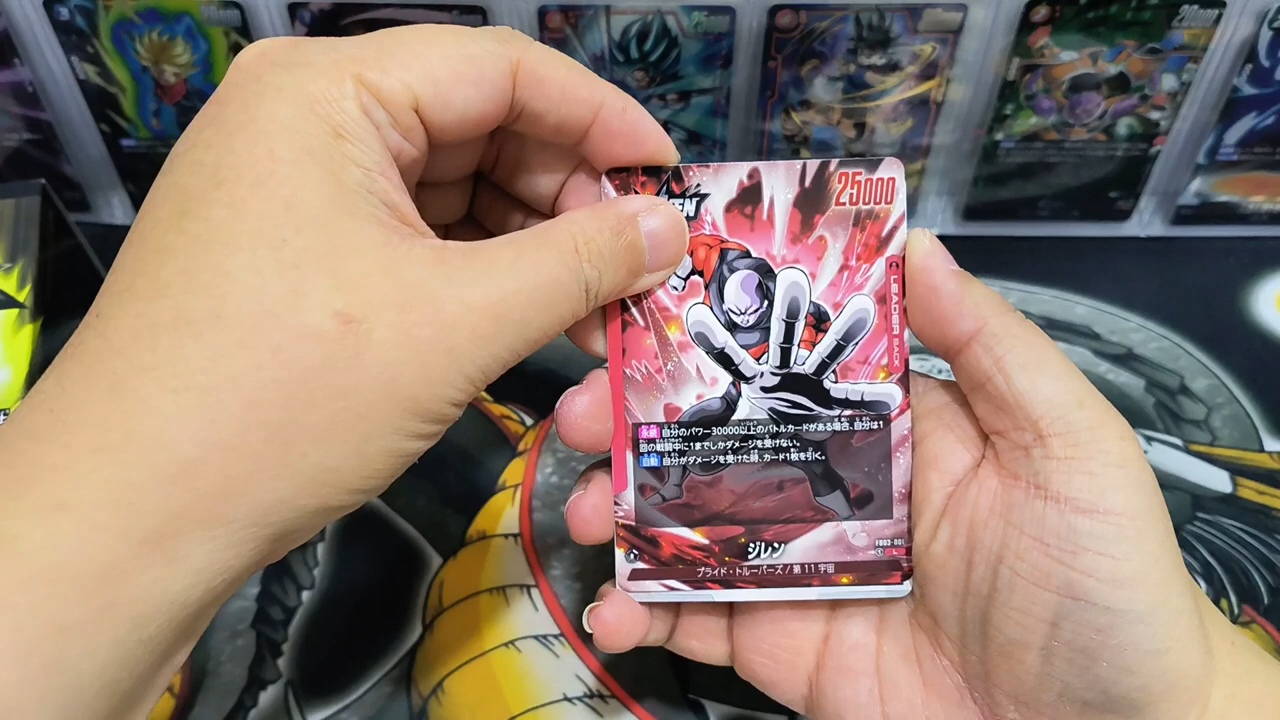 25000
LEADER BACK
永続 自分のパワー30000以上のバトルカードがある場合、自分は1
回の戦闘中に1までしかダメージを受けない。
自動 自分がダメージを受けた時、カード1枚を引く。
FB03-001
L
ジレン
プライド・トルーパーズ / 第11宇宙